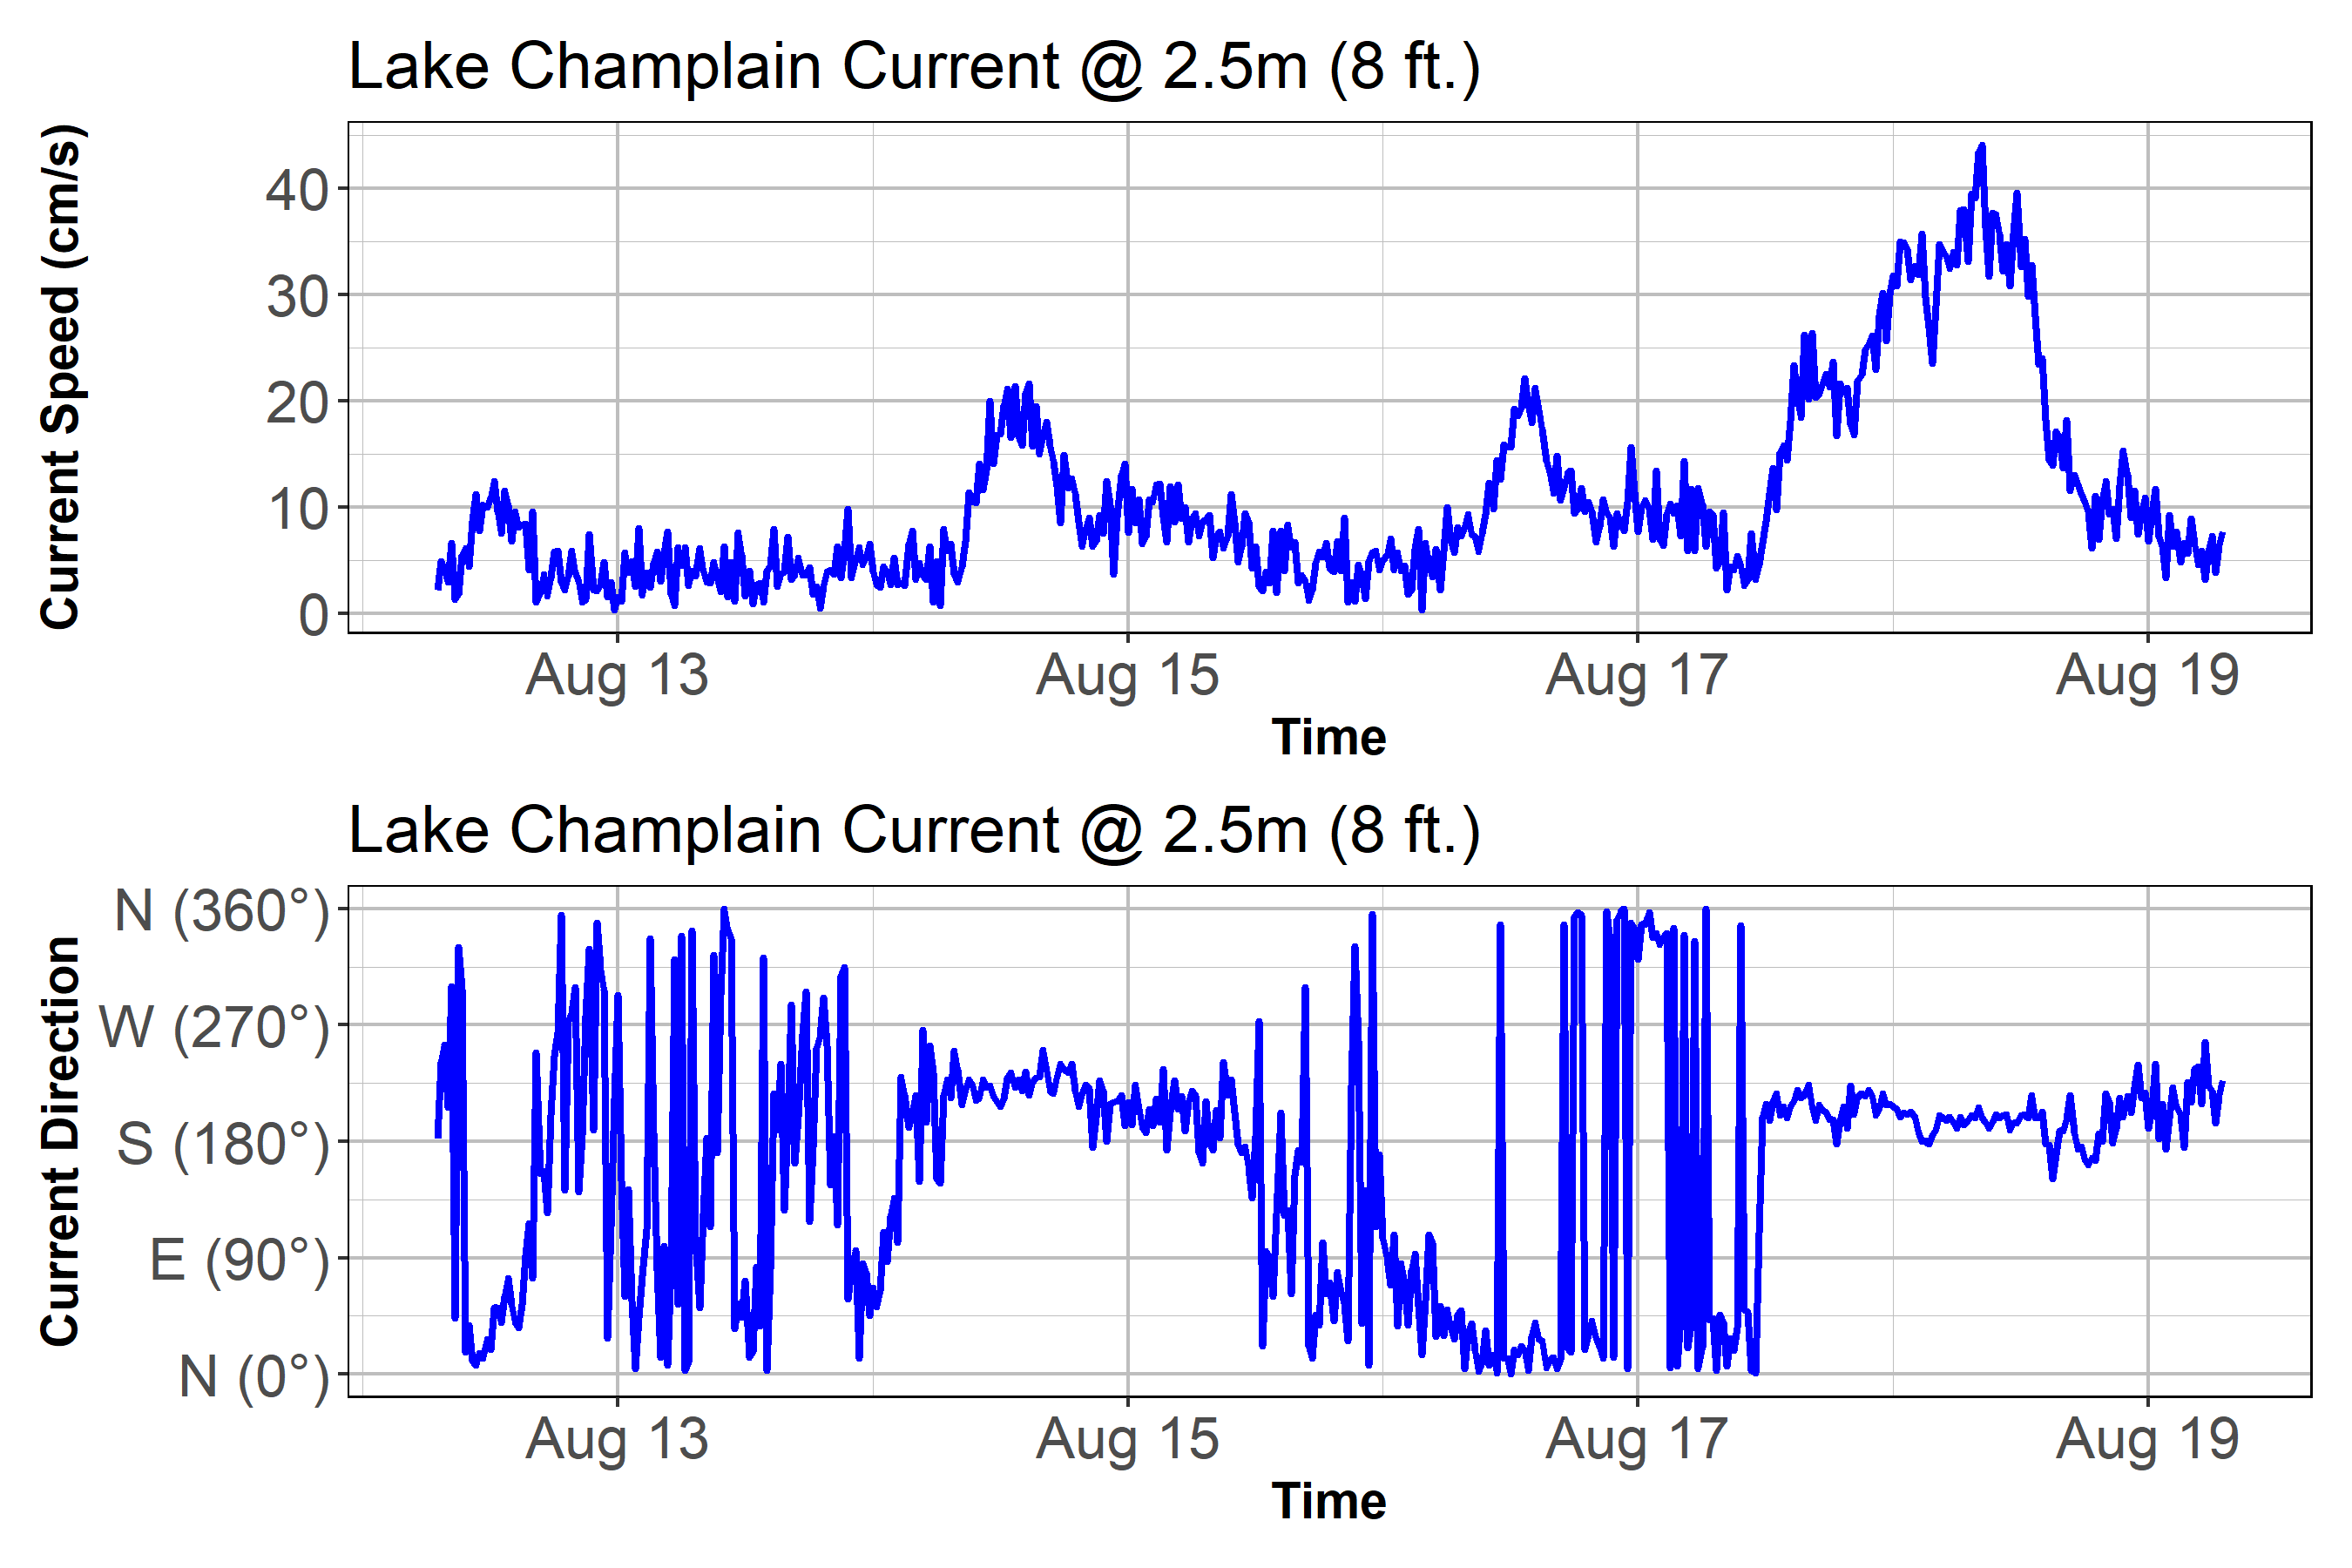 Lake Champlain Current @ 2.5m (8 ft.)
Current Speed (cm/s)
40
30
20
10
0
Aug 13 Aug 15 Aug 17 Aug 19
Time
Lake Champlain Current @ 2.5m (8 ft.)
Current Direction
N (360°)
W (270°)
S (180°)
E (90°)
N (0°)
Aug 13 Aug 15 Aug 17 Aug 19
Time